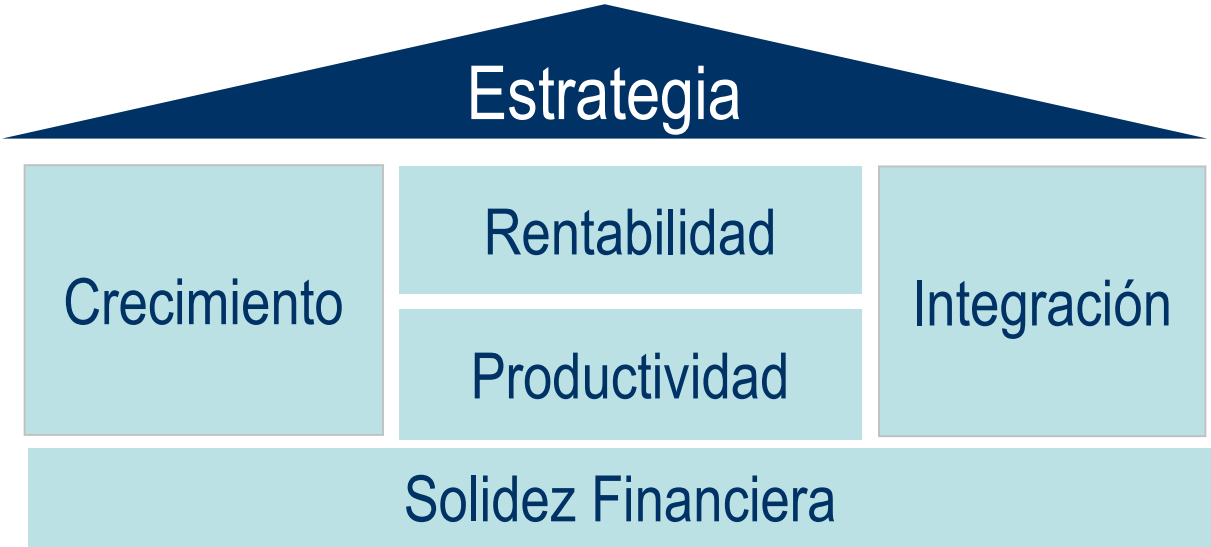 Estrategia
Crecimiento
Rentabilidad
Productividad
Integración
Solidez Financiera